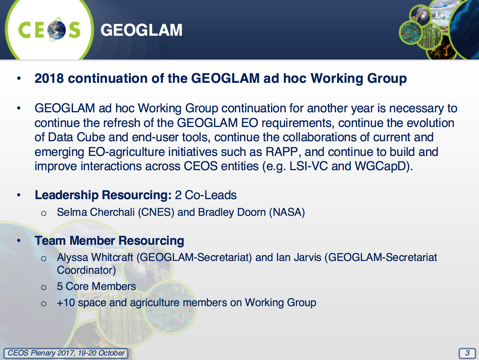 CEOS
GEOGLAM
• 2018 continuation of the GEOGLAM ad hoc Working Group
• GEOGLAM ad hoc Working Group continuation for another year is necessary to
continue the refresh of the GEOGLAM EO requirements, continue the evolution
of Data Cube and end-user tools, continue the collaborations of current and
emerging EO-agriculture initiatives such as RAPP, and continue to build and
improve interactions across CEOS entities (e.g. LSI-VC and WGCapD).
• Leadership Resourcing: 2 Co-Leads
o Selma Cherchali (CNES) and Bradley Doorn (NASA)
• Team Member Resourcing
o Alyssa Whitcraft (GEOGLAM-Secretariat) and Ian Jarvis (GEOGLAM-Secretariat
Coordinator)
o 5 Core Members
o +10 space and agriculture members on Working Group
CEOS Plenary 2017, 19-20 October
3